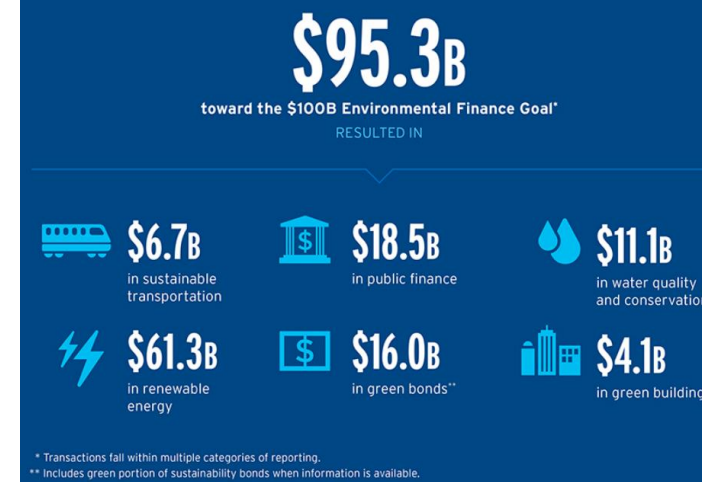 $95.3B
toward the $100B Environmental Finance Goal*
RESULTED IN
$6.7B
in sustainable
transportation
$18.5B
in public finance
$11.1B
in water quality
and conservation
$61.3B
in renewable
energy
$16.0B
in green bonds**
$4.1B
in green building
* Transactions fall within multiple categories of reporting.
** Includes green portion of sustainability bonds when information is available.